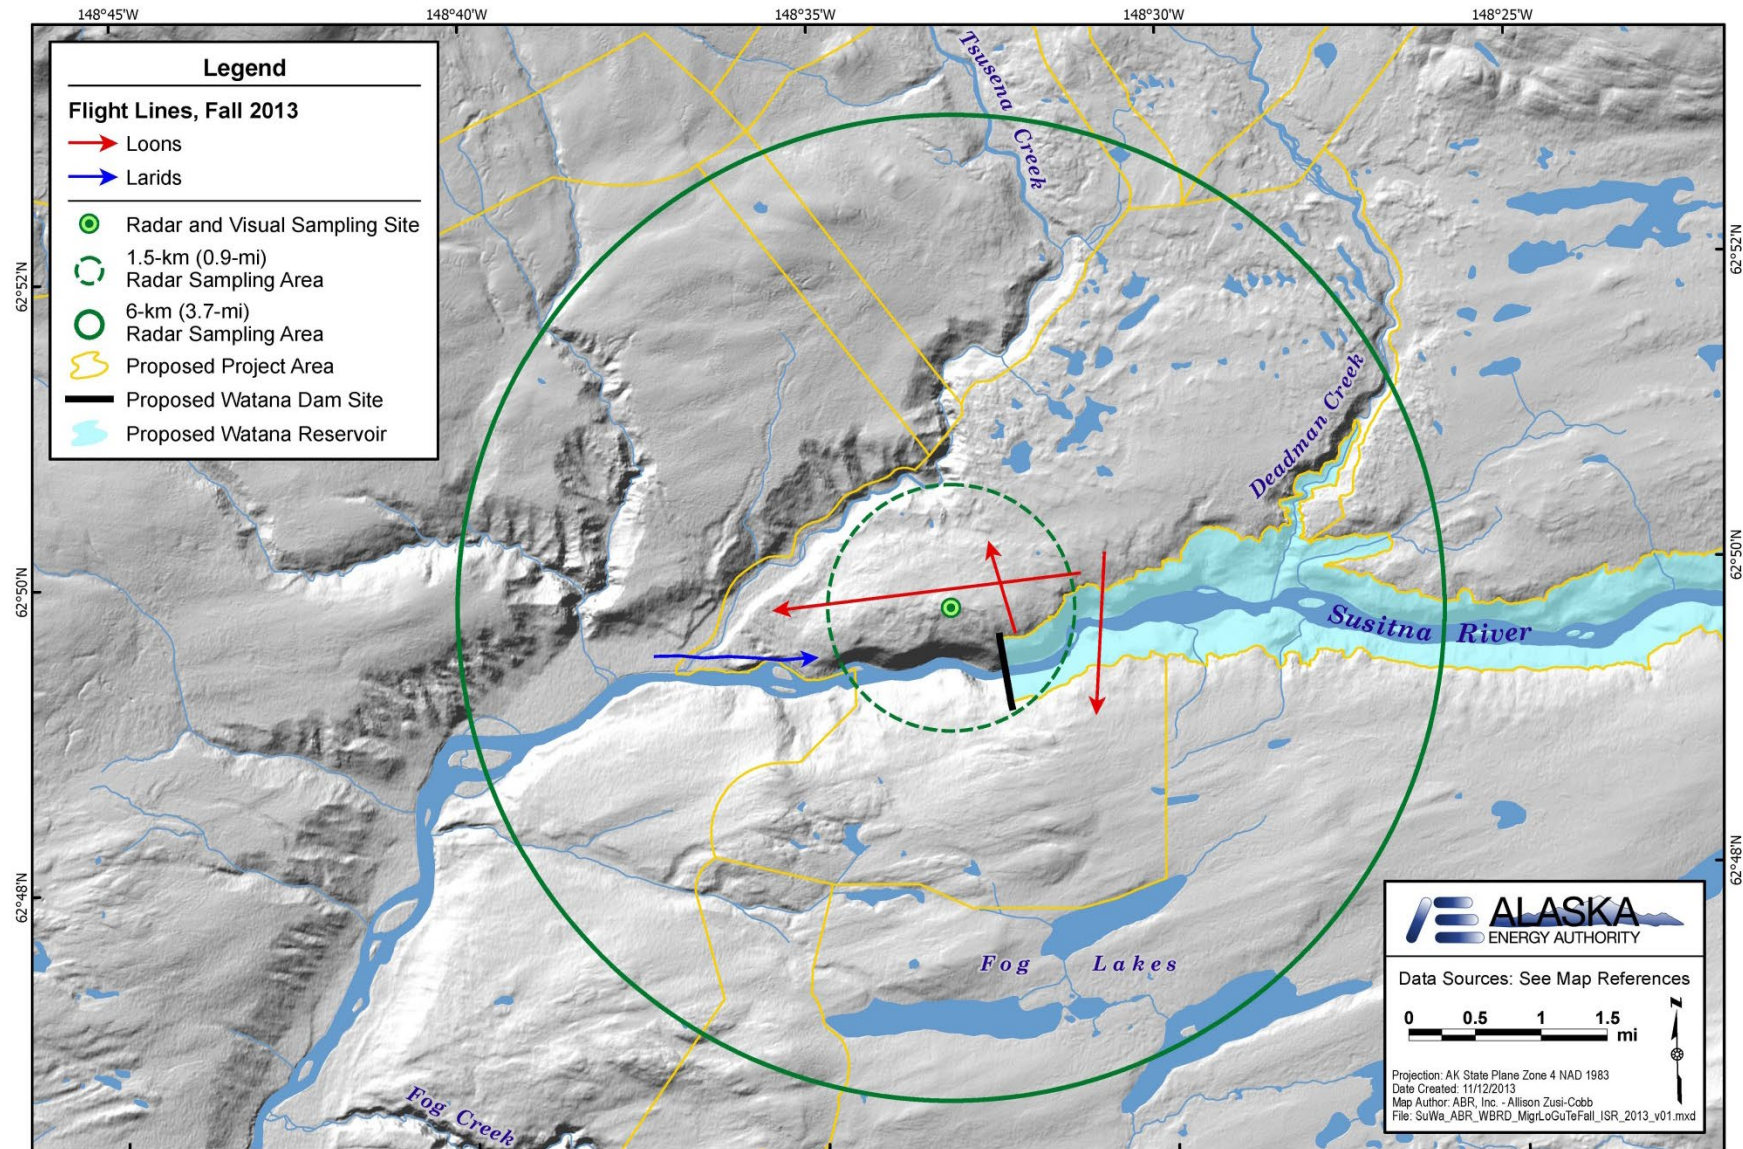 148°45'W
148°40'W
148°35'W
148°30'W
148°25'W
Legend
Flight Lines, Fall 2013
Loons
Larids
Radar and Visual Sampling Site
1.5-km (0.9-mi)
Radar Sampling Area
6-km (3.7-mi)
Radar Sampling Area
Proposed Project Area
Proposed Watana Dam Site
Proposed Watana Reservoir
Tsusena Creek
62°52'N
62°52'N
Deadman Creek
62°50'N
62°50'N
Susitna River
62°48'N
62°48'N
Fog Lakes
Fog Creek
ALASKA
ENERGY AUTHORITY
Data Sources: See Map References
0 0.5 1 1.5
mi
N
Projection: AK State Plane Zone 4 NAD 1983
Date Created: 11/12/2013
Map Author: ABR, Inc. - Allison Zusi-Cobb
File: SuWa_ABR_WBRD_MigrLoGuTeFall_ISR_2013_v01.mxd